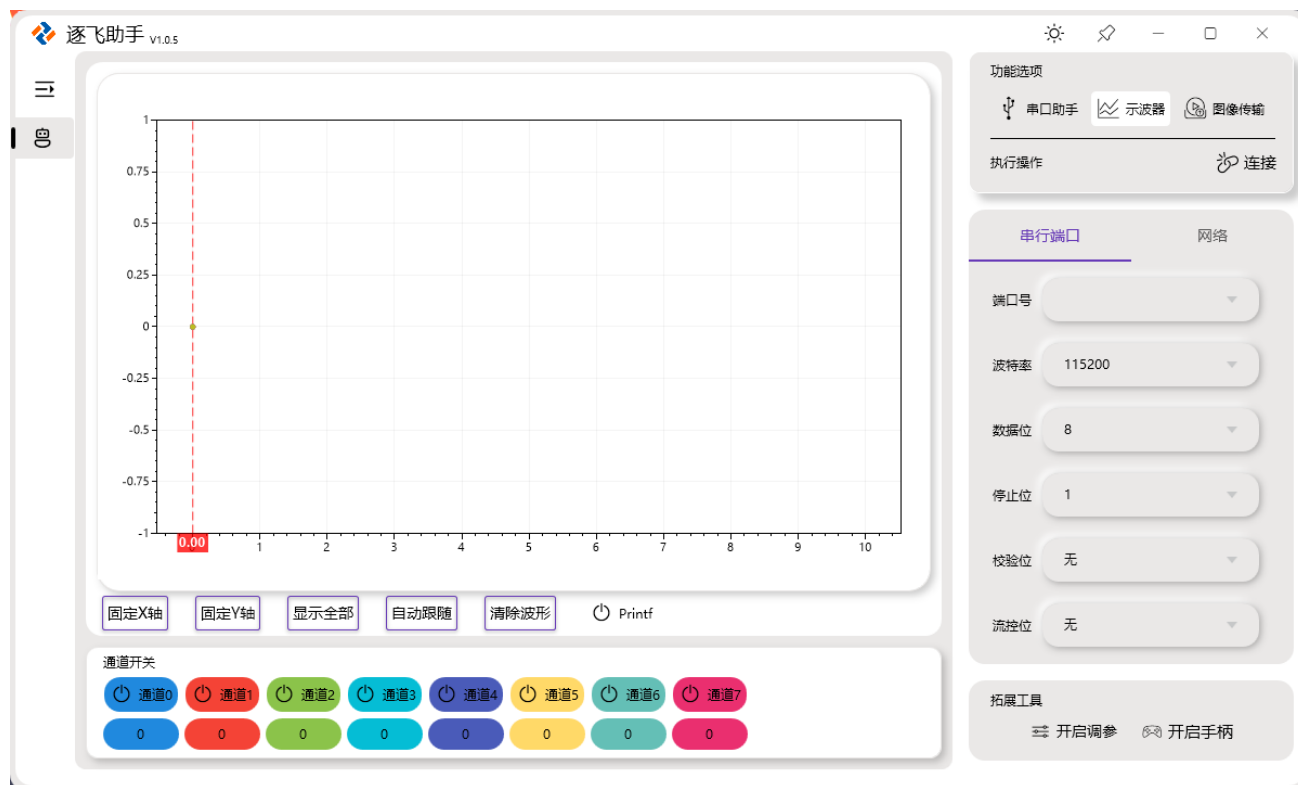 逐飞助手 V1.0.5
功能选项
串口助手 示波器 图像传输
执行操作 连接
1
0.75
0.5
0.25
0
-0.25
-0.5
-0.75
-1
0.00 1 2 3 4 5 6 7 8 9 10
固定X轴 固定Y轴 显示全部 自动跟随 清除波形 Printf
通道开关
通道0 通道1 通道2 通道3 通道4 通道5 通道6 通道7
0 0 0 0 0 0 0 0
串行端口 网络
端口号
波特率 115200
数据位 8
停止位 1
校验位 无
流控位 无
拓展工具
开启调参 开启手柄